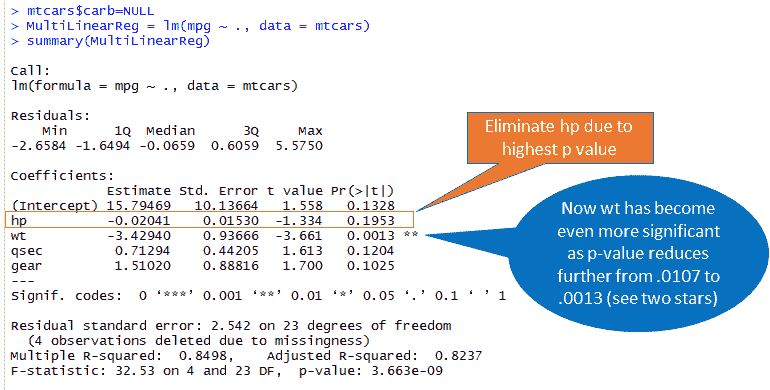 > mtcars$carb=NULL
> MultiLinearReg = lm(mpg ~ ., data = mtcars)
> summary(MultiLinearReg)
Call:
lm(formula = mpg ~ ., data = mtcars)
Residuals:
Min 1Q Median 3Q Max
-2.6584 -1.6494 -0.0659 0.6059 5.5750
Coefficients:
Estimate Std. Error t value Pr(>|t|)
(Intercept) 15.79469 10.13664 1.558 0.1328
hp -0.02041 0.01530 -1.334 0.1953
wt -3.42940 0.93666 -3.661 0.0013 **
qsec 0.71294 0.44205 1.613 0.1204
gear 1.51020 0.88816 1.700 0.1025
---
Signif. codes: 0 ‘***’ 0.001 ‘**’ 0.01 ‘*’ 0.05 ‘.’ 0.1 ‘ ’ 1
Residual standard error: 2.542 on 23 degrees of freedom
(4 observations deleted due to missingness)
Multiple R-squared: 0.8498, Adjusted R-squared: 0.8237
F-statistic: 32.53 on 4 and 23 DF, p-value: 3.663e-09
Eliminate hp due to
highest p value
Now wt has become
even more significant
as p-value reduces
further from .0107 to
.0013 (see two stars)